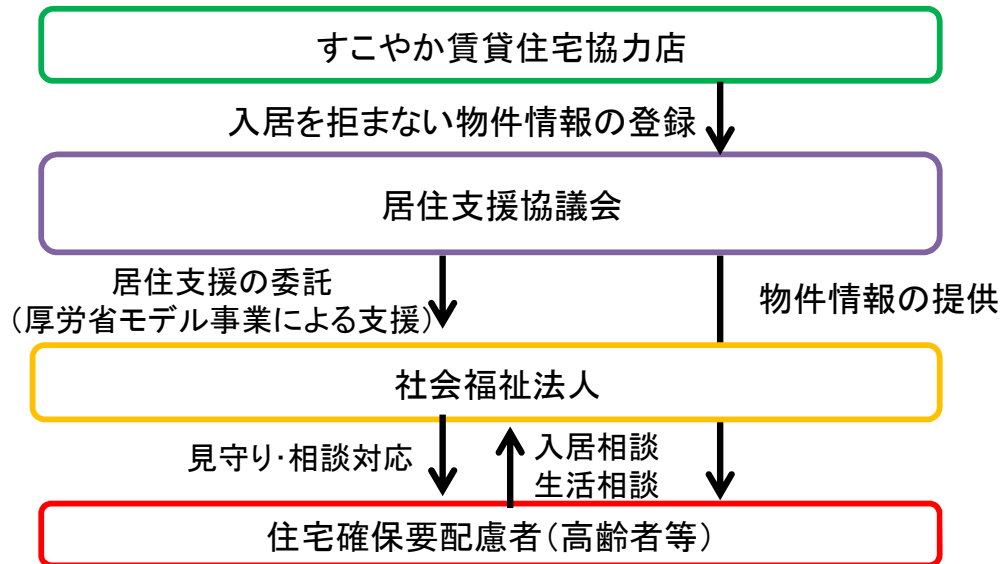 すこやか賃貸住宅協力店
入居を拒まない物件情報の登録
居住支援協議会
居住支援の委託
（厚労省モデル事業による支援）
物件情報の提供
社会福祉法人
見守り・相談対応
入居相談
生活相談
住宅確保要配慮者（高齢者等）